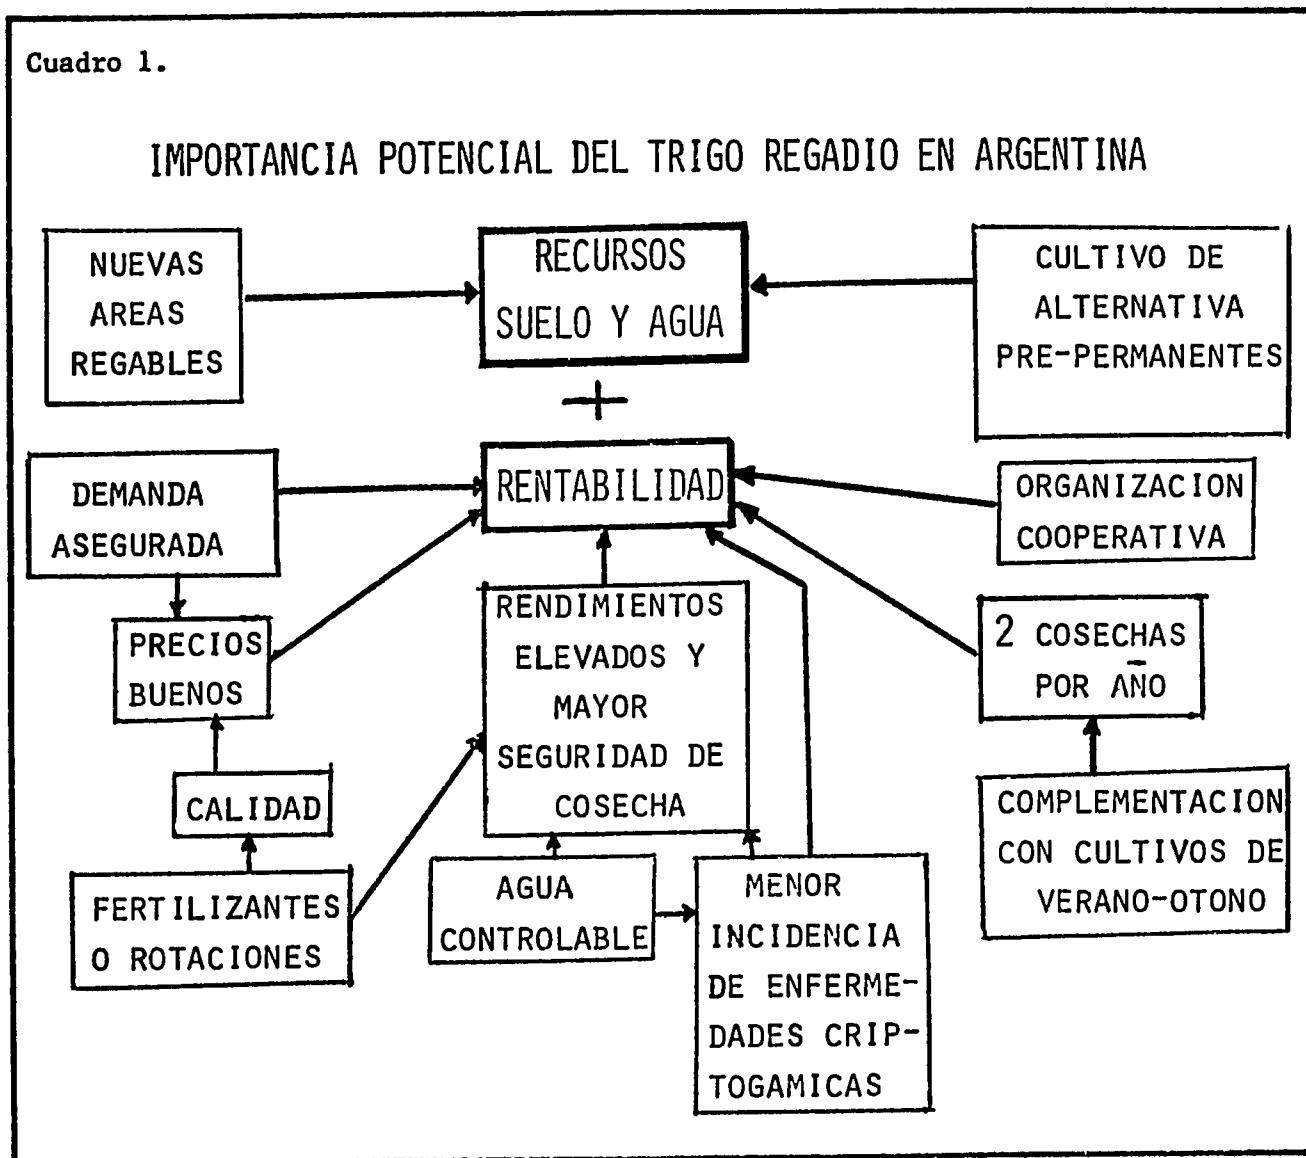 Cuadro 1.
IMPORTANCIA POTENCIAL DEL TRIGO REGADIO EN ARGENTINA
NUEVAS
AREAS
REGABLES
RECURSOS
SUELO Y AGUA
CULTIVO DE
ALTERNATIVA
PRE-PERMANENTES
+
DEMANDA
ASEGURADA
RENTABILIDAD
ORGANIZACION
COOPERATIVA
PRECIOS
BUENOS
RENDIMIENTOS
ELEVADOS Y
MAYOR
SEGURIDAD DE
COSECHA
2 COSECHAS
POR AÑO
CALIDAD
COMPLEMENTACION
CON CULTIVOS DE
VERANO-OTONO
FERTILIZANTES
O ROTACIONES
AGUA
CONTROLABLE
MENOR
INCIDENCIA
DE ENFERME-
DADES CRIP-
TOGAMICAS